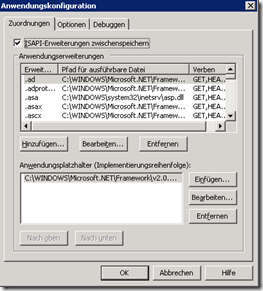 Anwendungskonfiguration
Zuordnungen Optionen Debuggen
ISAPI-Erweiterungen zwischenspeichern
Anwendungserweiterungen
Erweit... Pfad für ausführbare Datei Verben
.ad C:\WINDOWS\Microsoft.NET\Framew... GET,HEA...
.adprot... C:\WINDOWS\Microsoft.NET\Framew... GET,HEA...
.asa C:\WINDOWS\system32\inetsrv\asp.dll GET,HEA...
.asax C:\WINDOWS\Microsoft.NET\Framew... GET,HEA...
.ascx C:\WINDOWS\Microsoft.NET\Framew... GET,HEA...
Hinzufügen... Bearbeiten... Entfernen
Anwendungsplatzhalter (Implementierungsreihenfolge):
C:\WINDOWS\Microsoft.NET\Framework\v2.0....
Einfügen...
Bearbeiten...
Entfernen
Nach oben Nach unten
OK Abbrechen Hilfe